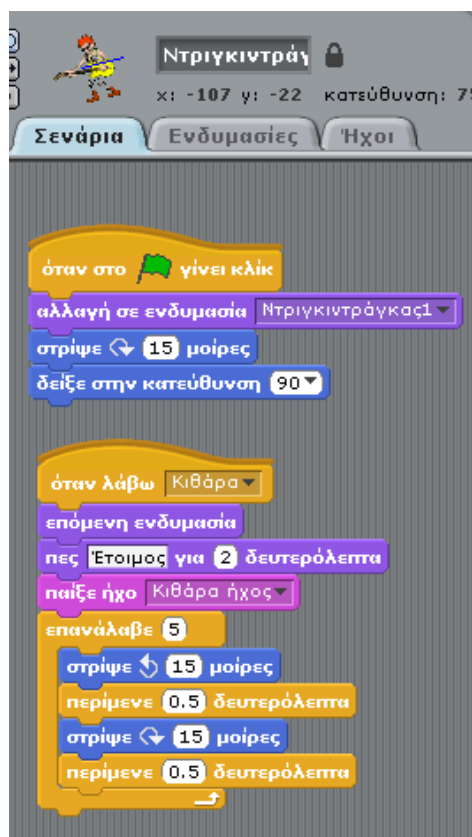 Ντριγκιντράγ
x: -107 y: -22 κατεύθυνση: 75
Σενάρια Ενδυμασίες Ήχοι
όταν στο γίνει κλίκ
αλλαγή σε ενδυμασία Ντριγκιντράγκας1
στρίψε 15 μοίρες
δείξε στην κατεύθυνση 90
όταν λάβω Κιθάρα
επόμενη ενδυμασία
πες Έτοιμος για 2 δευτερόλεπτα
παίξε ήχο Κιθάρα ήχος
επανάλαβε 5
στρίψε 15 μοίρες
περίμενε 0.5 δευτερόλεπτα
στρίψε 15 μοίρες
περίμενε 0.5 δευτερόλεπτα